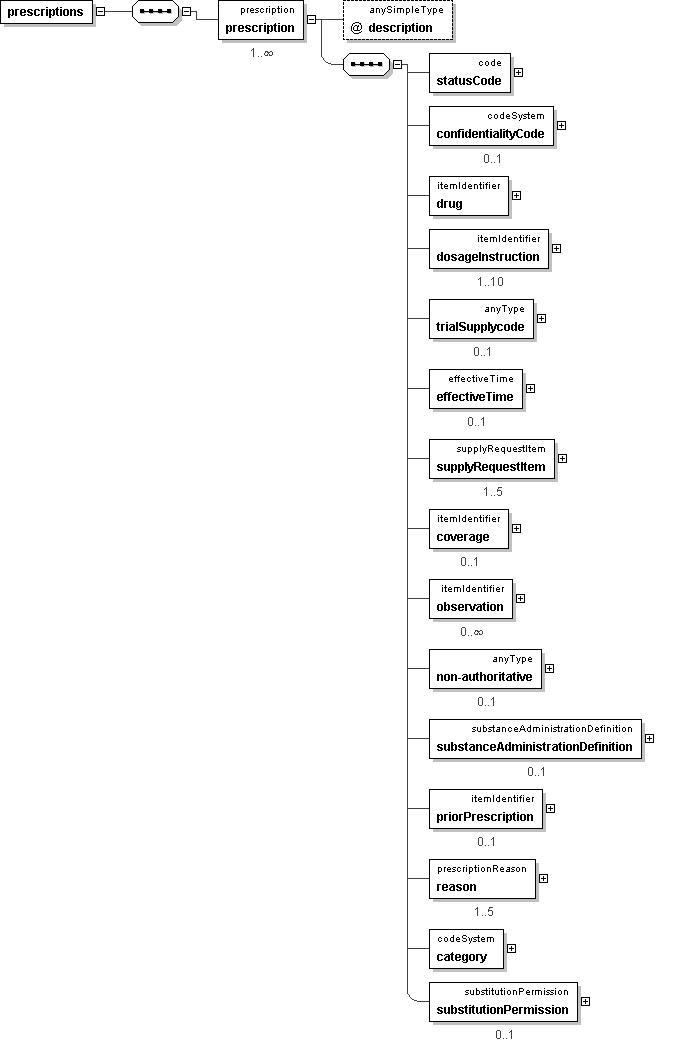 prescriptions
prescription
prescription
1..∞
anySimpleType
@ description
code
statusCode
codeSystem
confidentialityCode
0..1
itemIdentifier
drug
itemIdentifier
dosageInstruction
1..10
anyType
trialSupplycode
0..1
effectiveTime
effectiveTime
0..1
supplyRequestItem
supplyRequestItem
1..5
itemIdentifier
coverage
0..1
itemIdentifier
observation
0..∞
anyType
non-authoritative
0..1
substanceAdministrationDefinition
substanceAdministrationDefinition
0..1
itemIdentifier
priorPrescription
0..1
prescriptionReason
reason
1..5
codeSystem
category
substitutionPermission
substitutionPermission
0..1